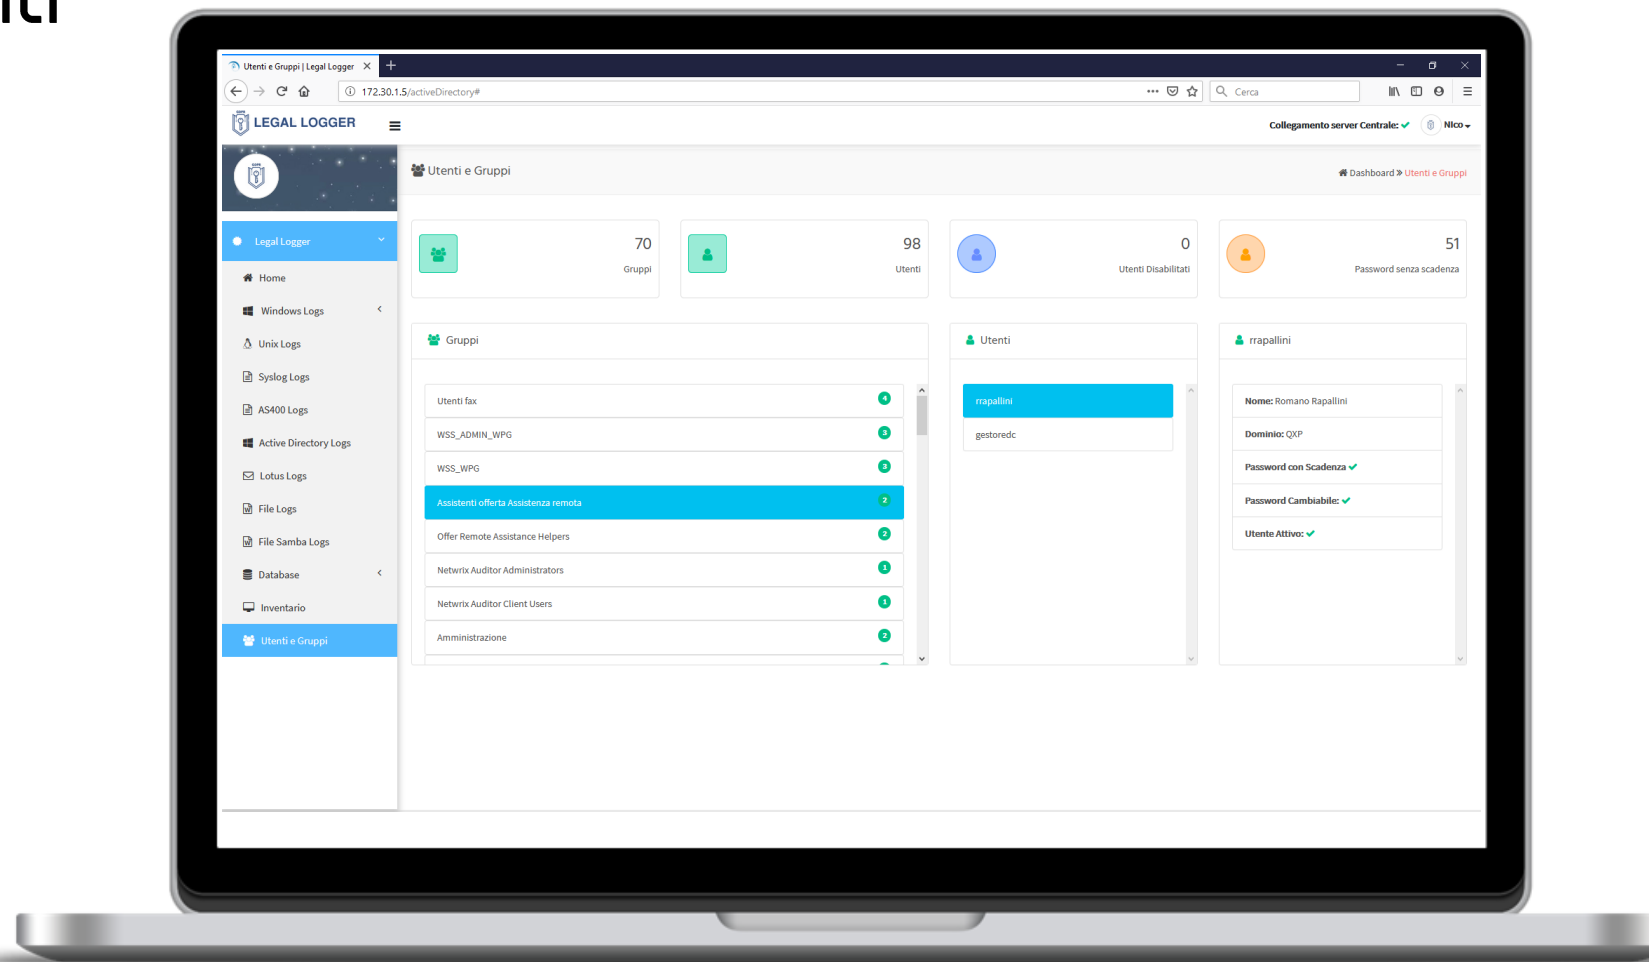 Utenti e Gruppi | Legal Logger
172.30.1.5/activeDirectory#
Cerca
GDPR LEGAL LOGGER
Collegamento server Centrale: NIco
Utenti e Gruppi
Dashboard » Utenti e Gruppi
Legal Logger
Home
Windows Logs
Unix Logs
Syslog Logs
AS400 Logs
Active Directory Logs
Lotus Logs
File Logs
File Samba Logs
Database
Inventario
Utenti e Gruppi
70
Gruppi
98
Utenti
0
Utenti Disabilitati
51
Password senza scadenza
Gruppi
Utenti fax 4
WSS_ADMIN_WPG 3
WSS_WPG 3
Assistenti offerta Assistenza remota 2
Offer Remote Assistance Helpers 2
Netwrix Auditor Administrators 1
Netwrix Auditor Client Users 1
Amministrazione 2
Utenti
rrapallini
gestoredc
rrapallini
Nome: Romano Rapallini
Dominio: QXP
Password con Scadenza
Password Cambiabile:
Utente Attivo: